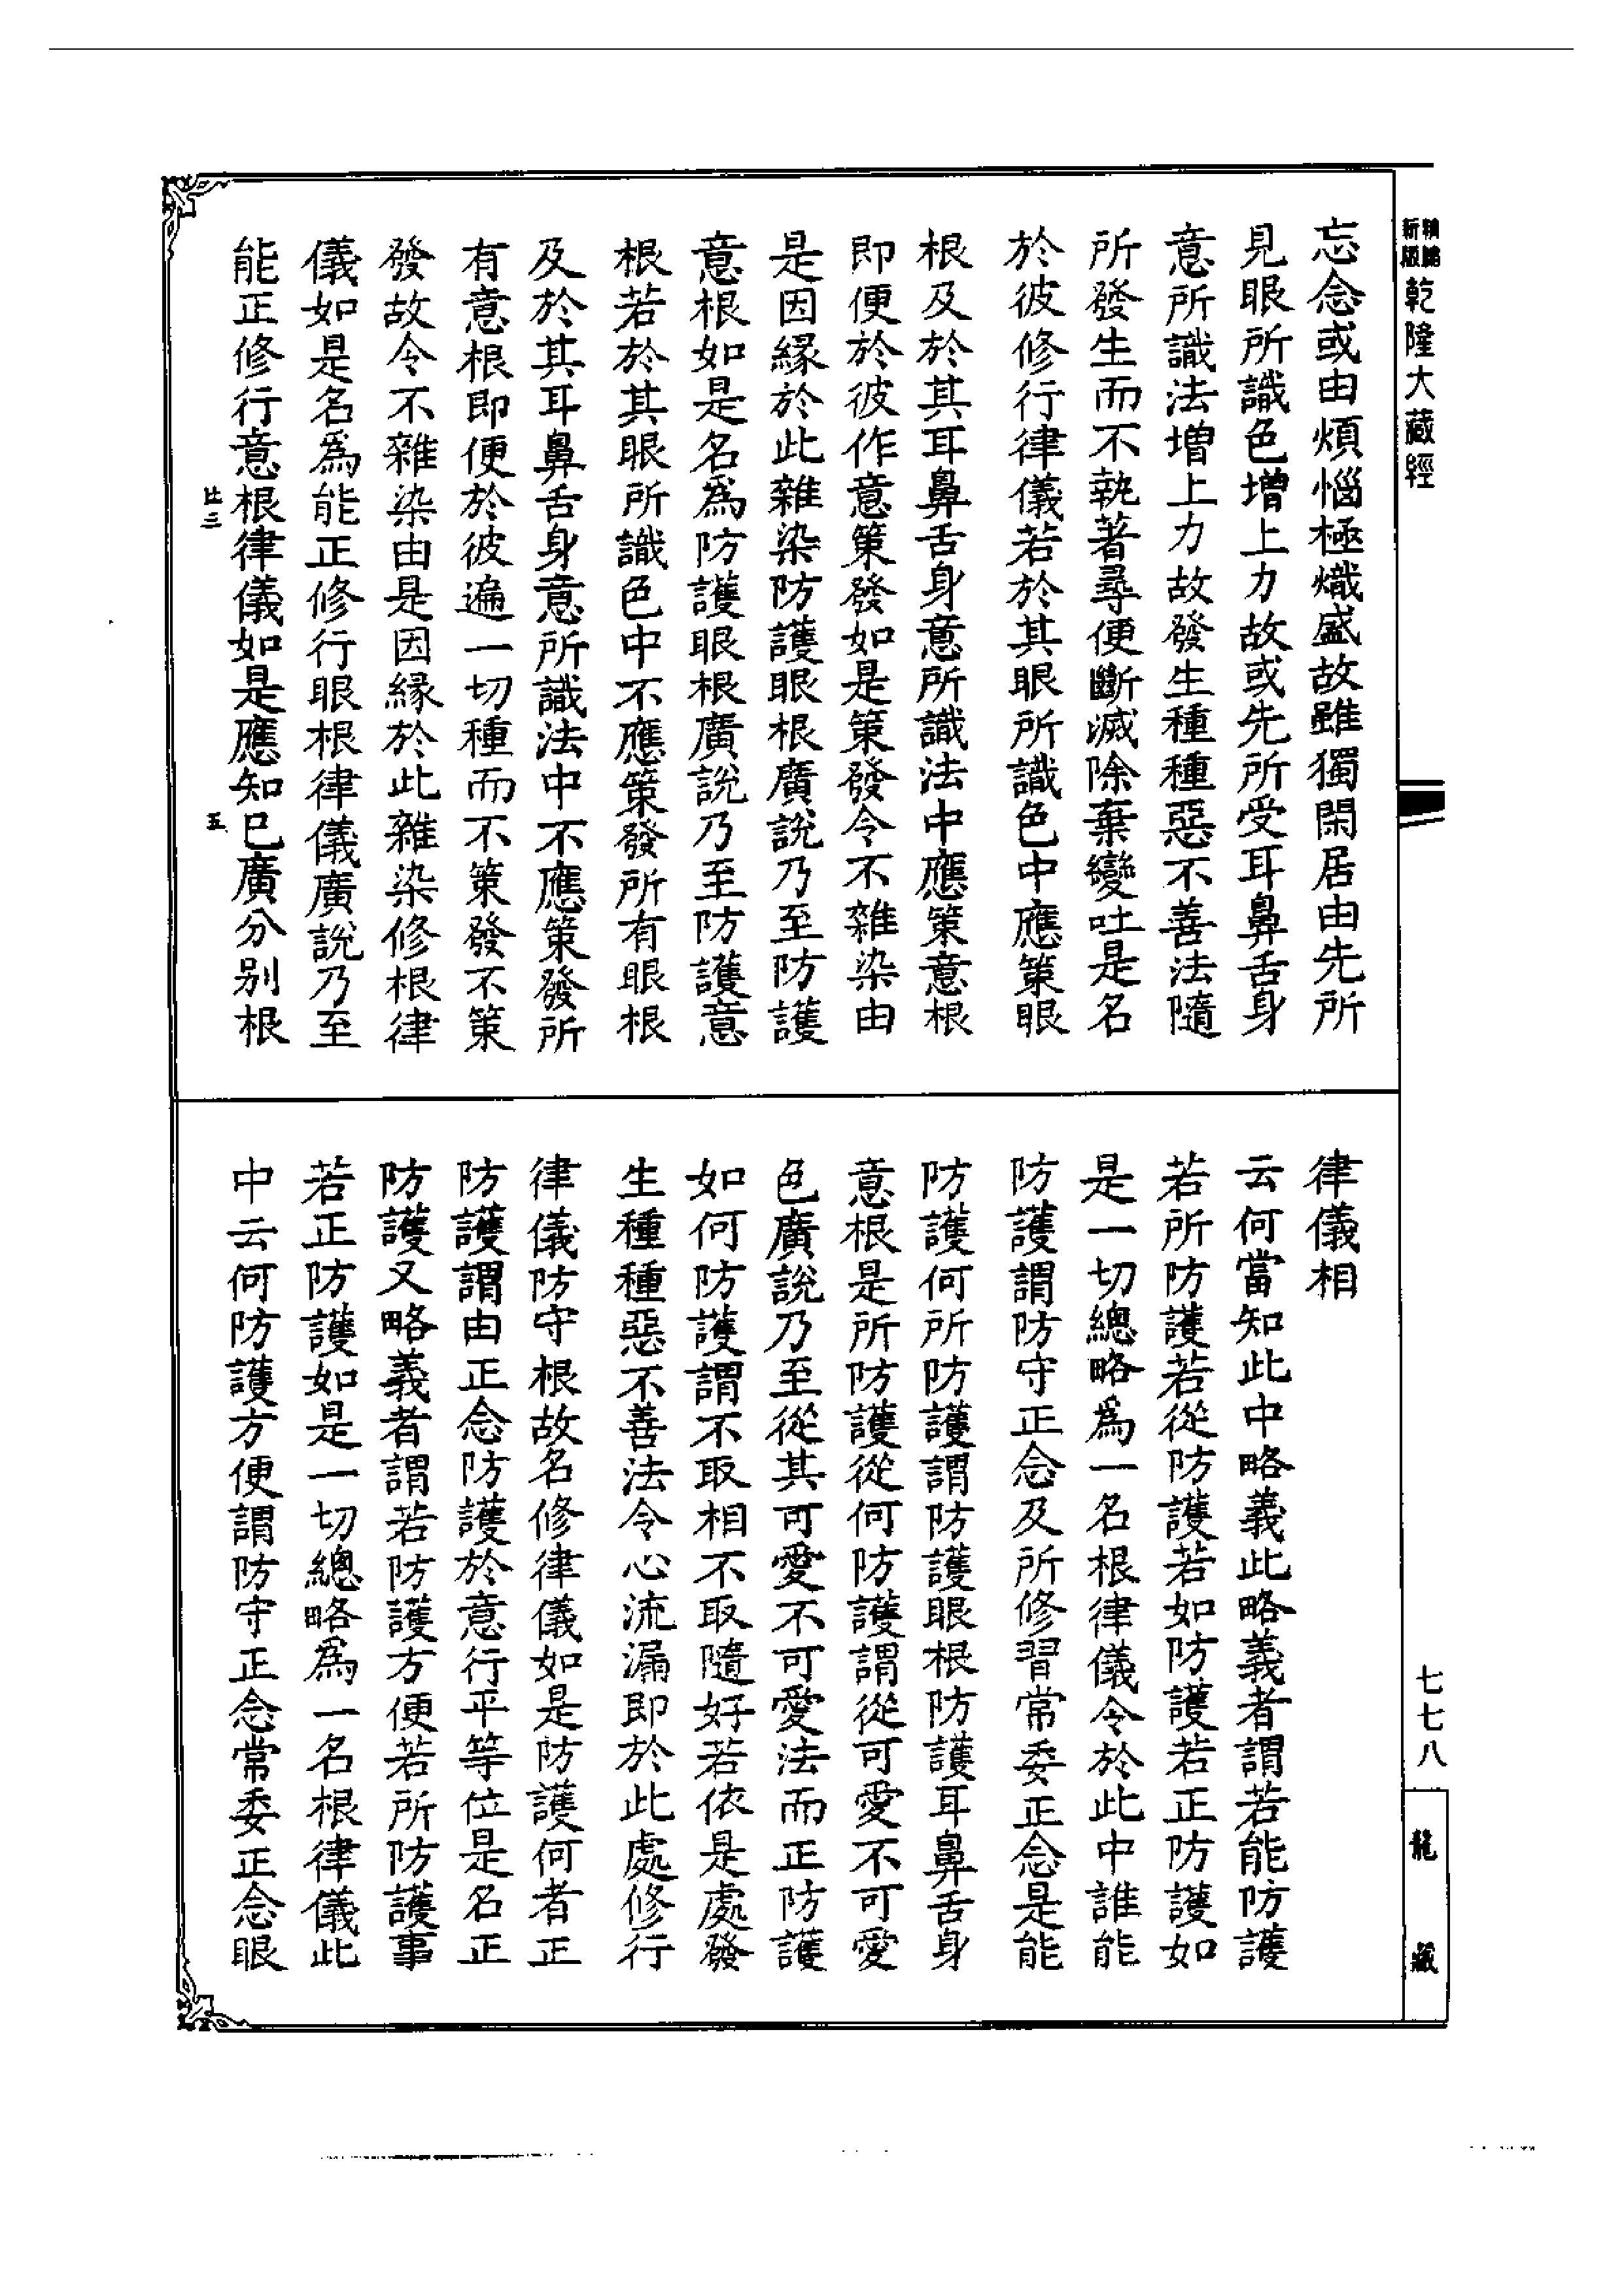 新版
乾隆大藏經
忘念或由煩惱極熾盛故雖獨閑居由先所
見眼所識色增上力故或先所受耳鼻舌身
意所識法增上力故發生種種惡不善法隨
所發生而不執著尋便斷滅除棄變吐是名
於彼修行律儀若於其眼所識色中應策眼
根及於其耳鼻舌身意所識法中應策意根
即便於彼作意策發如是策發令不雜染由
是因緣於此雜染防護眼根廣說乃至防護
意根如是名爲防護眼根廣說乃至防護意
根若於其眼所識色中不應策發所有眼根
及於其耳鼻舌身意所識法中不應策發所
有意根即便於彼遍一切種而不策發不策
發故令不雜染由是因緣於此雜染修根律
儀如是名爲能正修行眼根律儀廣說乃至
能正修行意根律儀如是應知已廣分别根
比三
五
律儀相
云何當知此中略義此略義者謂若能防護
若所防護若從防護若如防護若正防護如
是一切總略爲一名根律儀今於此中誰能
防護謂防守正念及所修習常委正念是能
防護何所防護謂防護眼根防護耳鼻舌身
意根是所防護從何防護謂從可愛不可愛
色廣說乃至從其可愛不可愛法而正防護
如何防護謂不取相不取隨好若依是處發
生種種惡不善法令心流漏即於此處修行
律儀防守根故名修律儀如是防護何者正
防護謂由正念防護於意行平等位是名正
防護又略義者謂若防護方便若所防護事
若正防護如是一切總略為一名根律儀此
中云何防護方便謂防守正念常委正念眼
七七八
龍藏